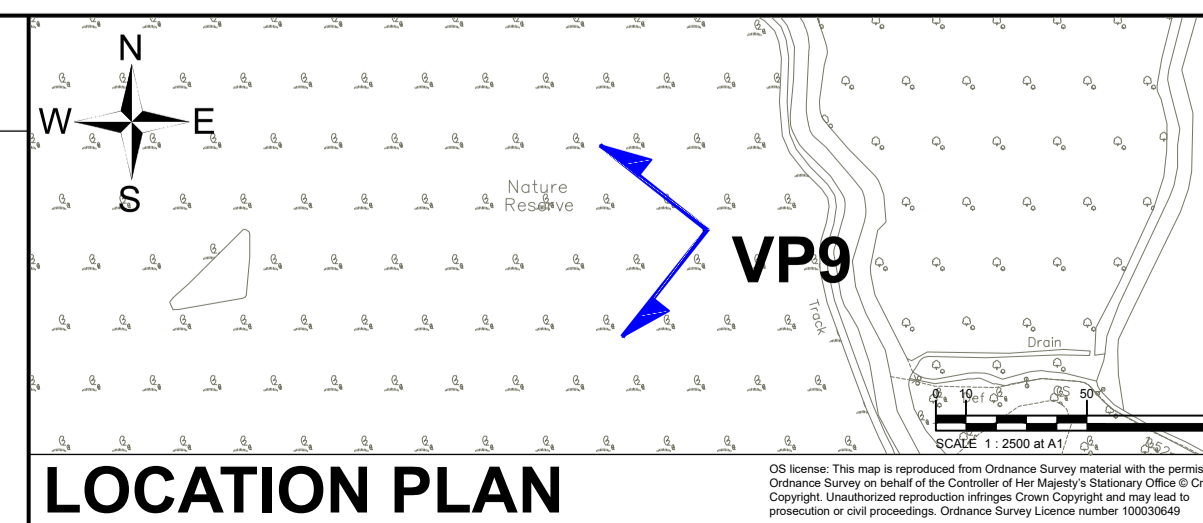 N
W E
S
Nature
Reserve
VP9
Track
Drain
0 10 50
Def
CS
SCALE 1 : 2500 at A1
LOCATION PLAN
OS license: This map is reproduced from Ordnance Survey material with the permis
Ordnance Survey on behalf of the Controller of Her Majesty's Stationary Office © Cr
Copyright. Unauthorized reproduction infringes Crown Copyright and may lead to
prosecution or civil proceedings. Ordnance Survey Licence number 100030649